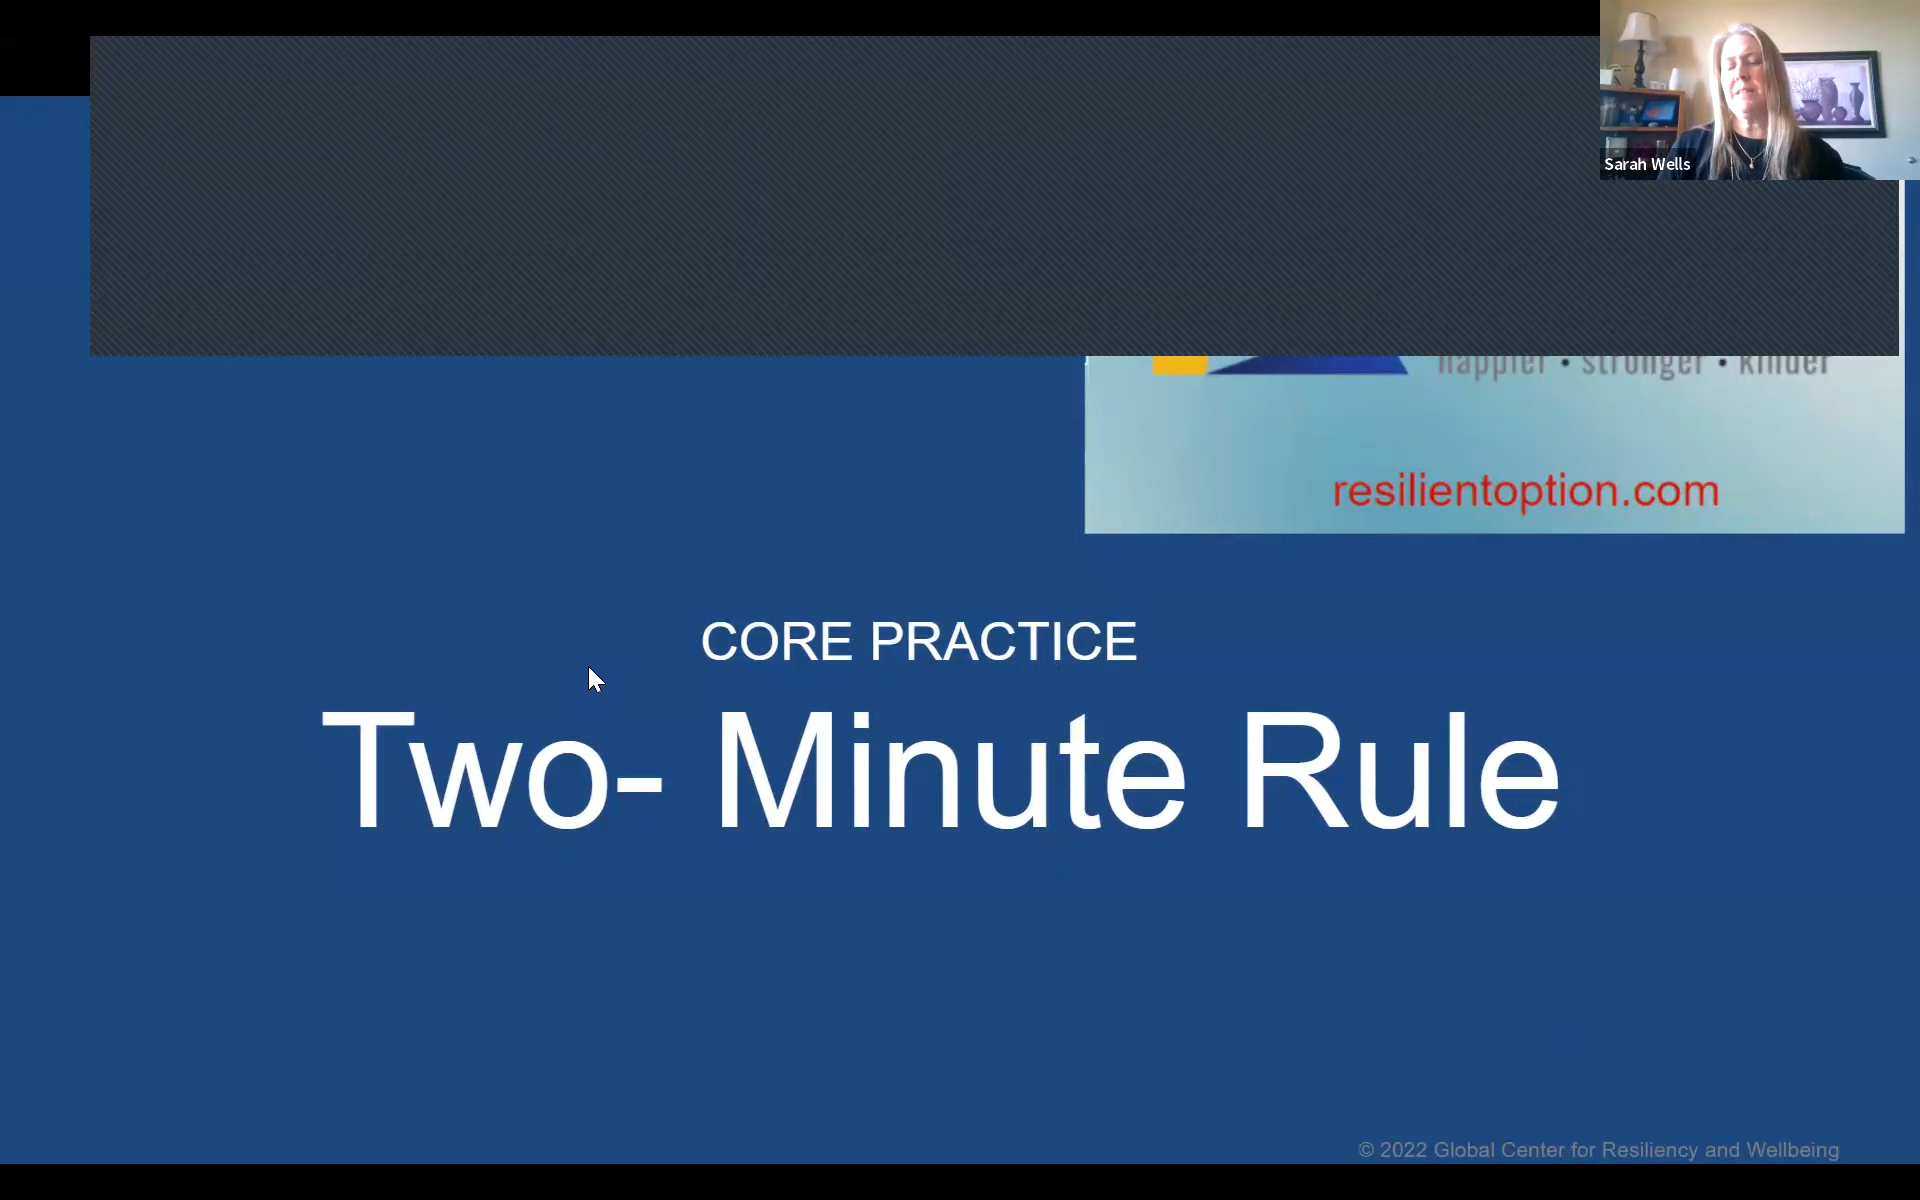 Sarah Wells
happier • stronger • kinder
resilientoption.com
CORE PRACTICE
Two- Minute Rule
© 2022 Global Center for Resiliency and Wellbeing